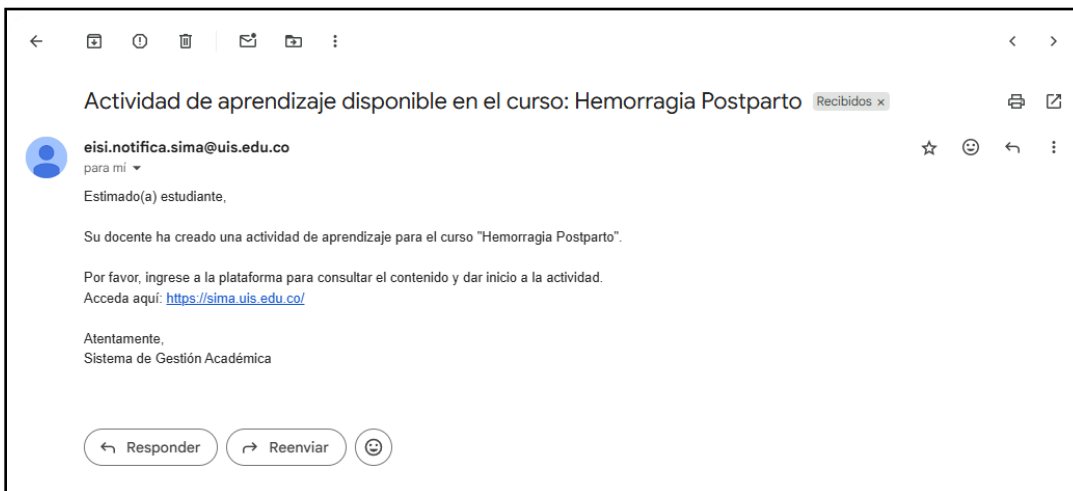 Actividad de aprendizaje disponible en el curso: Hemorragia Postparto Recibidos x
eisi.notifica.sima@uis.edu.co
para mí
Estimado(a) estudiante,
Su docente ha creado una actividad de aprendizaje para el curso "Hemorragia Postparto".
Por favor, ingrese a la plataforma para consultar el contenido y dar inicio a la actividad.
Acceda aquí: https://sima.uis.edu.co/
Atentamente,
Sistema de Gestión Académica
Responder Reenviar